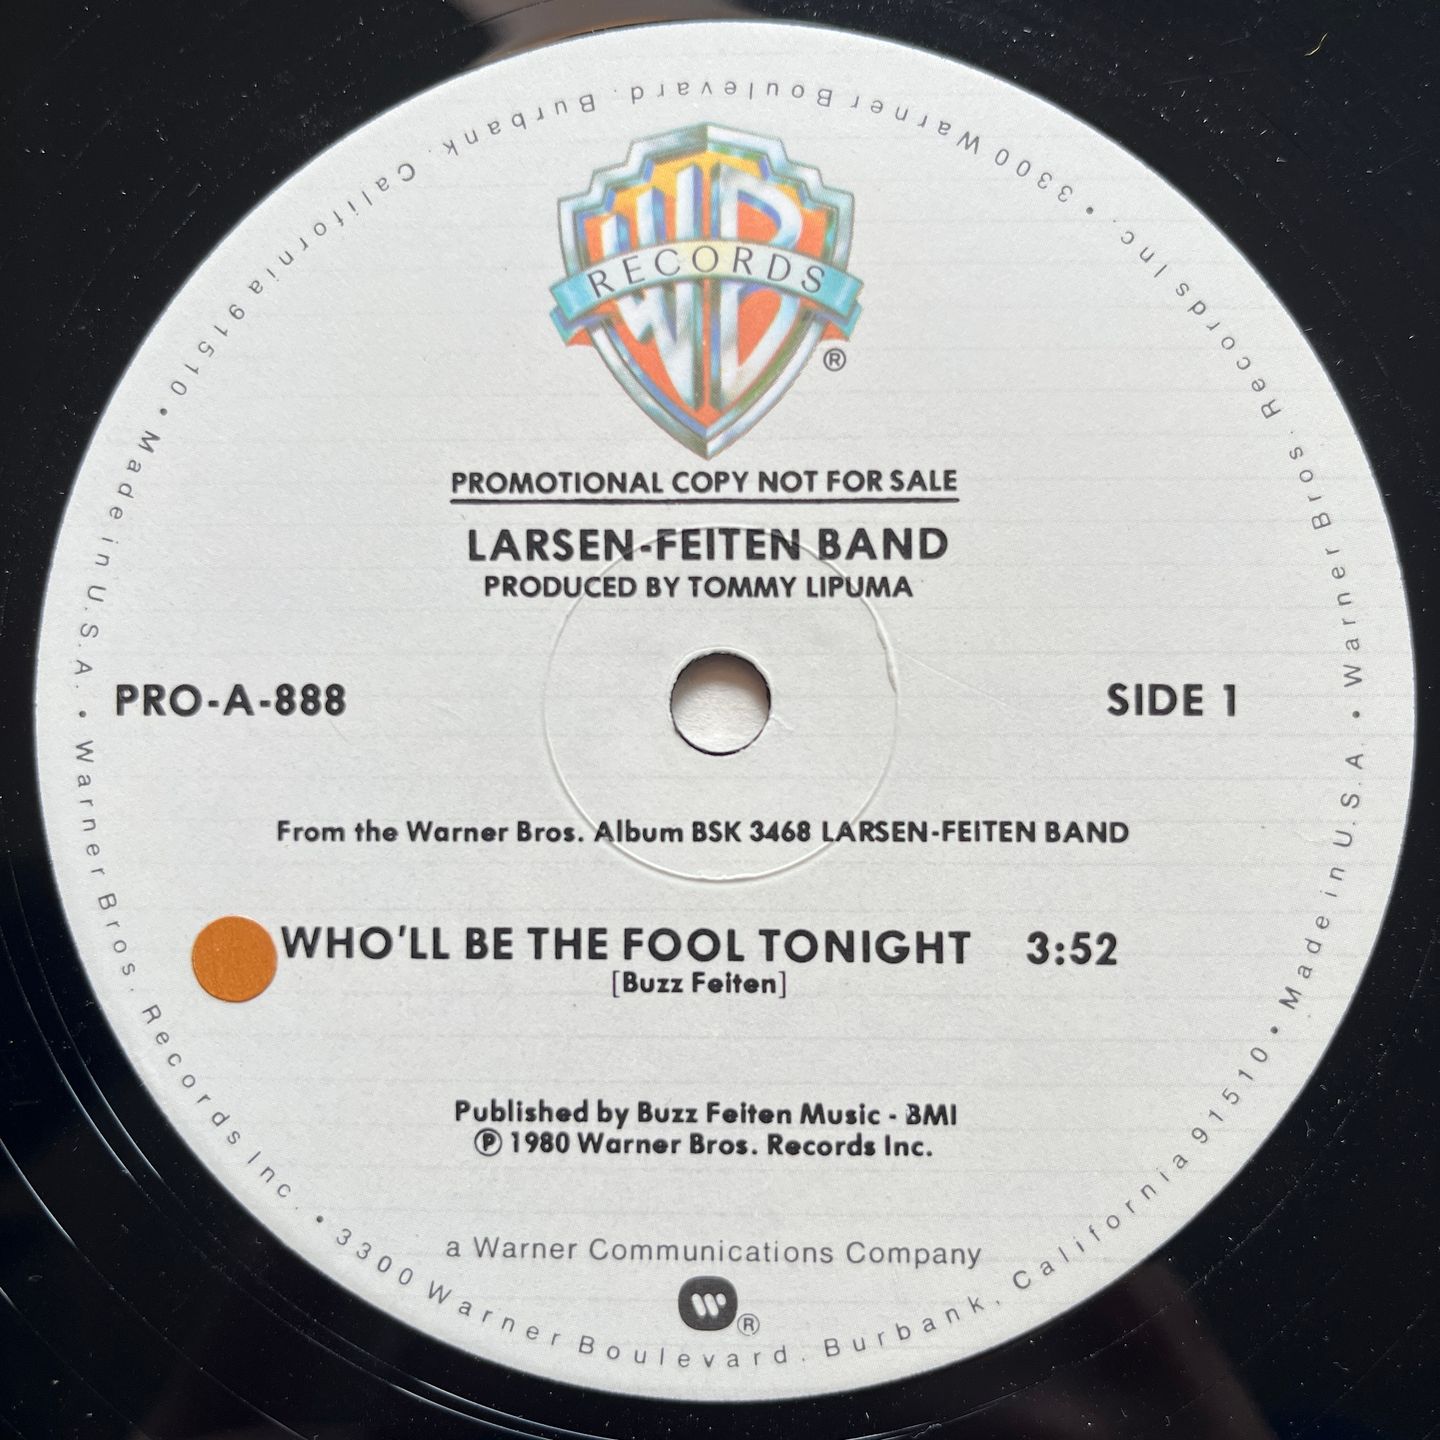 WB
RECORDS
®
PROMOTIONAL COPY NOT FOR SALE
LARSEN-FEITEN BAND
PRODUCED BY TOMMY LIPUMA
PRO-A-888
SIDE 1
From the Warner Bros. Album BSK 3468 LARSEN-FEITEN BAND
WHO'LL BE THE FOOL TONIGHT 3:52
[Buzz Feiten]
Published by Buzz Feiten Music - BMI
℗ 1980 Warner Bros. Records Inc.
a Warner Communications Company
W®
Warner Bros. Records Inc. • 3300 Warner Boulevard. Burbank. California 91510 • Made in U.S.A. • Warner Bros. Records Inc. • 3300 Warner Boulevard. Burbank. California 91510 • Made in U.S.A. •